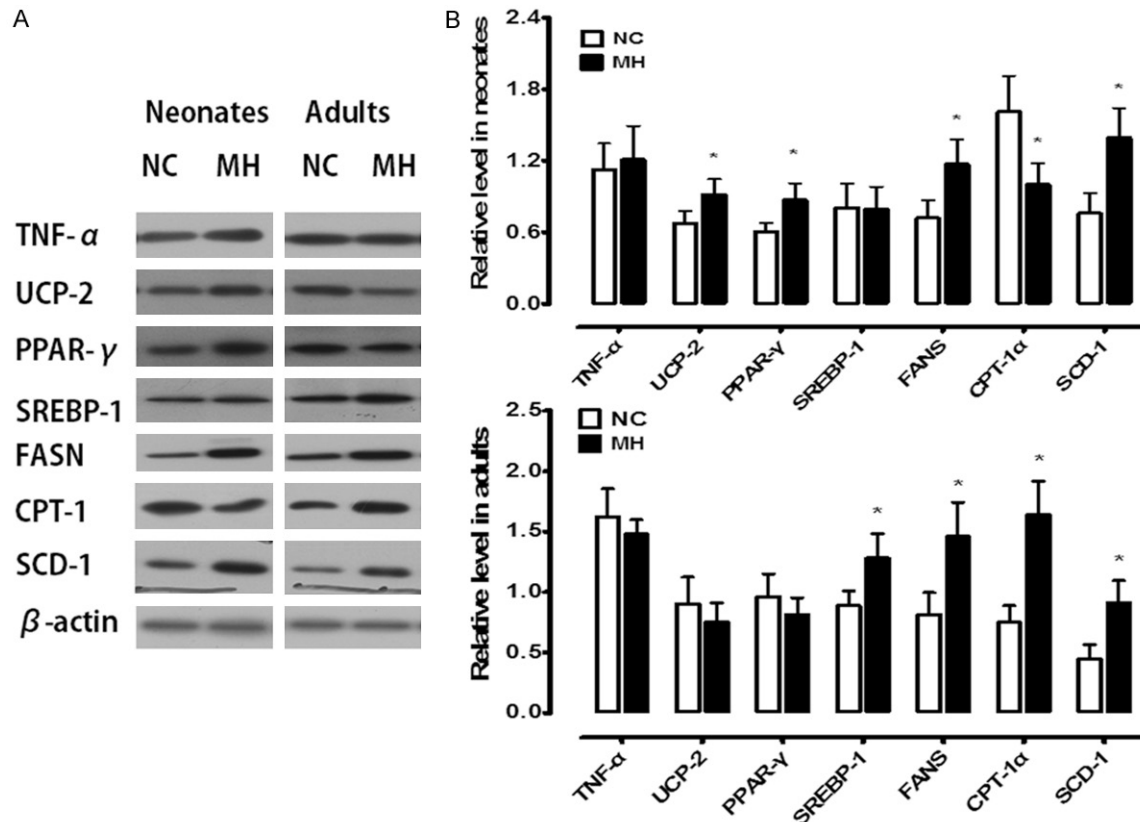 A
Neonates Adults
NC MH NC MH
TNF-α
UCP-2
PPAR-γ
SREBP-1
FASN
CPT-1
SCD-1
β-actin
B
Relative level in neonates
2.4
1.8
1.2
0.6
0.0
NC
MH
*
*
*
*
*
TNF-α
UCP-2
PPAR-γ
SREBP-1
FANS
CPT-1α
SCD-1
Relative level in adults
2.5
2.0
1.5
1.0
0.5
0.0
NC
MH
*
*
*
*
TNF-α
UCP-2
PPAR-γ
SREBP-1
FANS
CPT-1α
SCD-1